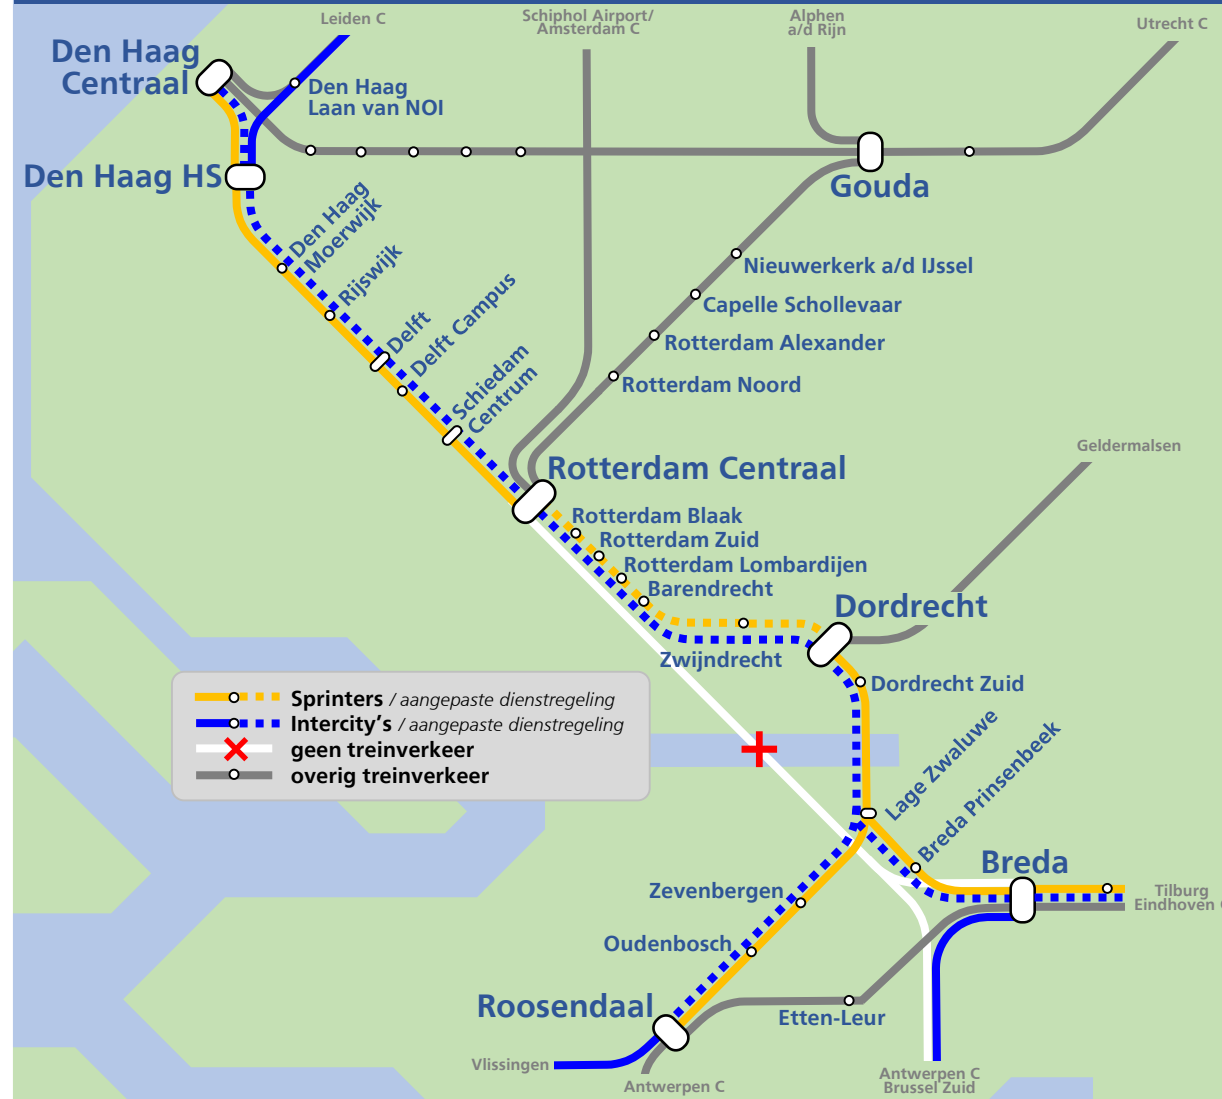 Leiden C
Schiphol Airport/
Amsterdam C
Alphen
a/d Rijn
Utrecht C
Den Haag
Centraal
Den Haag
Laan van NOI
Den Haag HS
Gouda
Den Haag
Moerwijk
Rijswijk
Delft
Delft Campus
Schiedam
Centrum
Nieuwerkerk a/d IJssel
Capelle Schollevaar
Rotterdam Alexander
Rotterdam Noord
Geldermalsen
Rotterdam Centraal
Rotterdam Blaak
Rotterdam Zuid
Rotterdam Lombardijen
Barendrecht
Dordrecht
Zwijndrecht
Dordrecht Zuid
Sprinters / aangepaste dienstregeling
Intercity's / aangepaste dienstregeling
geen treinverkeer
overig treinverkeer
Lage Zwaluwe
Breda Prinsenbeek
Breda
Zevenbergen
Tilburg
Eindhoven
Oudenbosch
Roosendaal
Etten-Leur
Vlissingen
Antwerpen C
Antwerpen C
Brussel Zuid